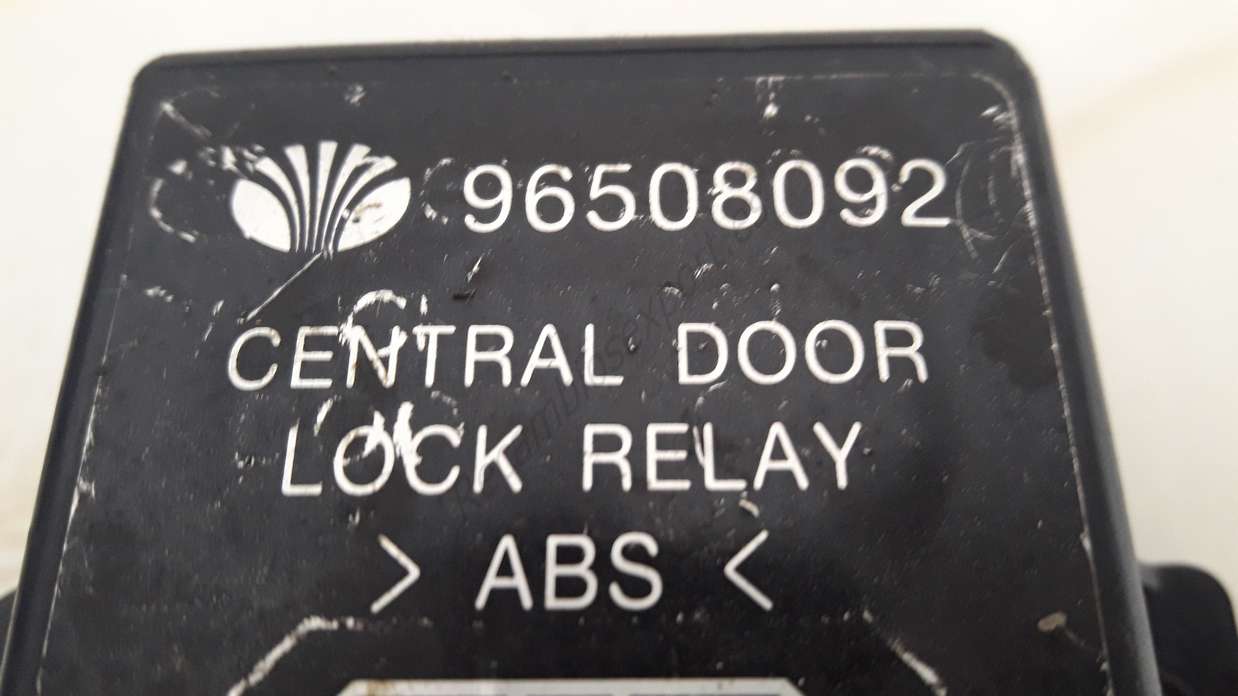 96508092
CENTRAL DOOR
LOCK RELAY
> ABS <